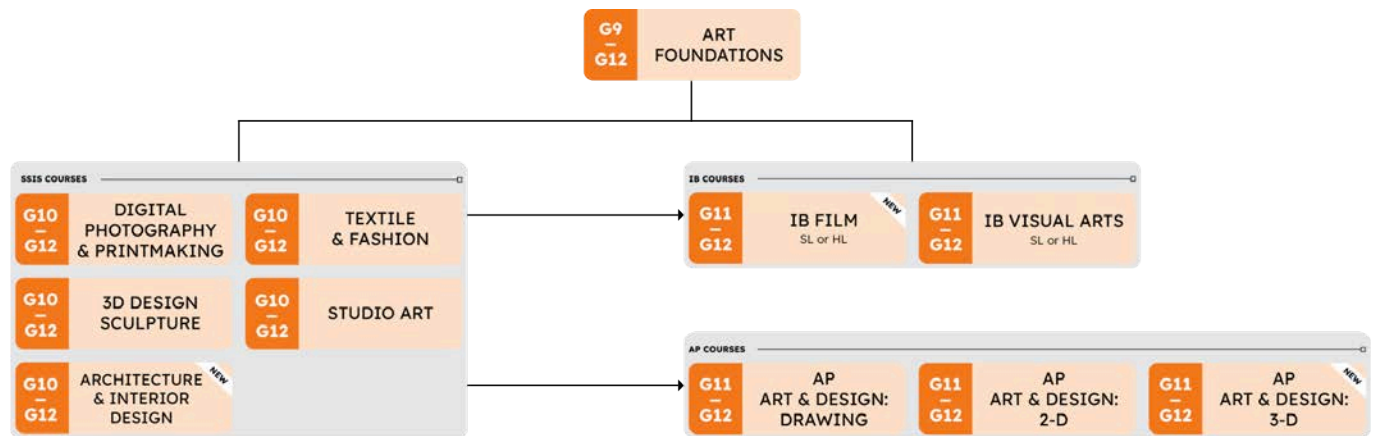 G9
—
G12
ART
FOUNDATIONS
SSIS COURSES
G10
—
G12
DIGITAL
PHOTOGRAPHY
& PRINTMAKING
G10
—
G12
TEXTILE
& FASHION
G10
—
G12
3D DESIGN
SCULPTURE
G10
—
G12
STUDIO ART
G10
—
G12
ARCHITECTURE
& INTERIOR
DESIGN
NEW
IB COURSES
G11
—
G12
IB FILM
SL or HL
NEW
G11
—
G12
IB VISUAL ARTS
SL or HL
AP COURSES
G11
—
G12
AP
ART & DESIGN:
DRAWING
G11
—
G12
AP
ART & DESIGN:
2-D
G11
—
G12
AP
ART & DESIGN:
3-D
NEW